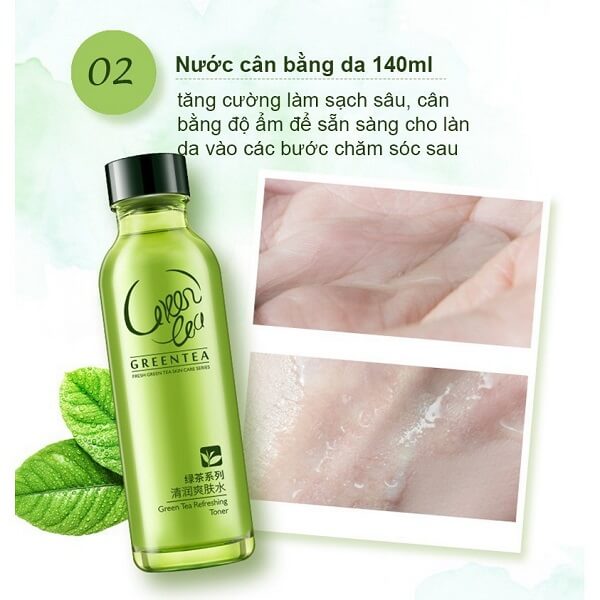 02
Nước cân bằng da 140ml
tăng cường làm sạch sâu, cân
bằng độ ẩm để sẵn sàng cho làn
da vào các bước chăm sóc sau
Green
tea
GREENTEA
FRESH GREEN TEA SKIN CARE SERIES
绿茶系列
清润爽肤水
Green Tea Refreshing
Toner